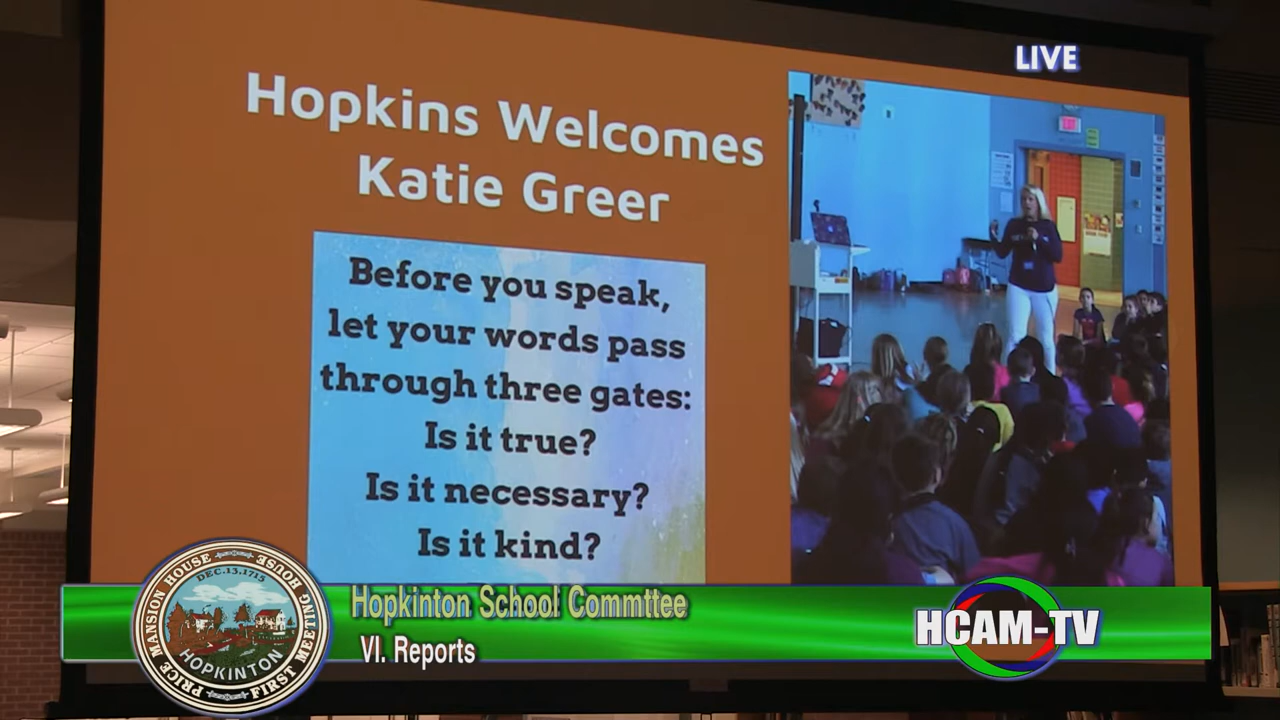 LIVE
Hopkins Welcomes
Katie Greer
Before you speak,
let your words pass
through three gates:
Is it true?
Is it necessary?
Is it kind?
Hopkinton School Commttee
VI. Reports
HCAM-TV
PRICE MANSION HOUSE
HOUSE FIRST MEETING
DEC. 13, 1715
HOPKINTON